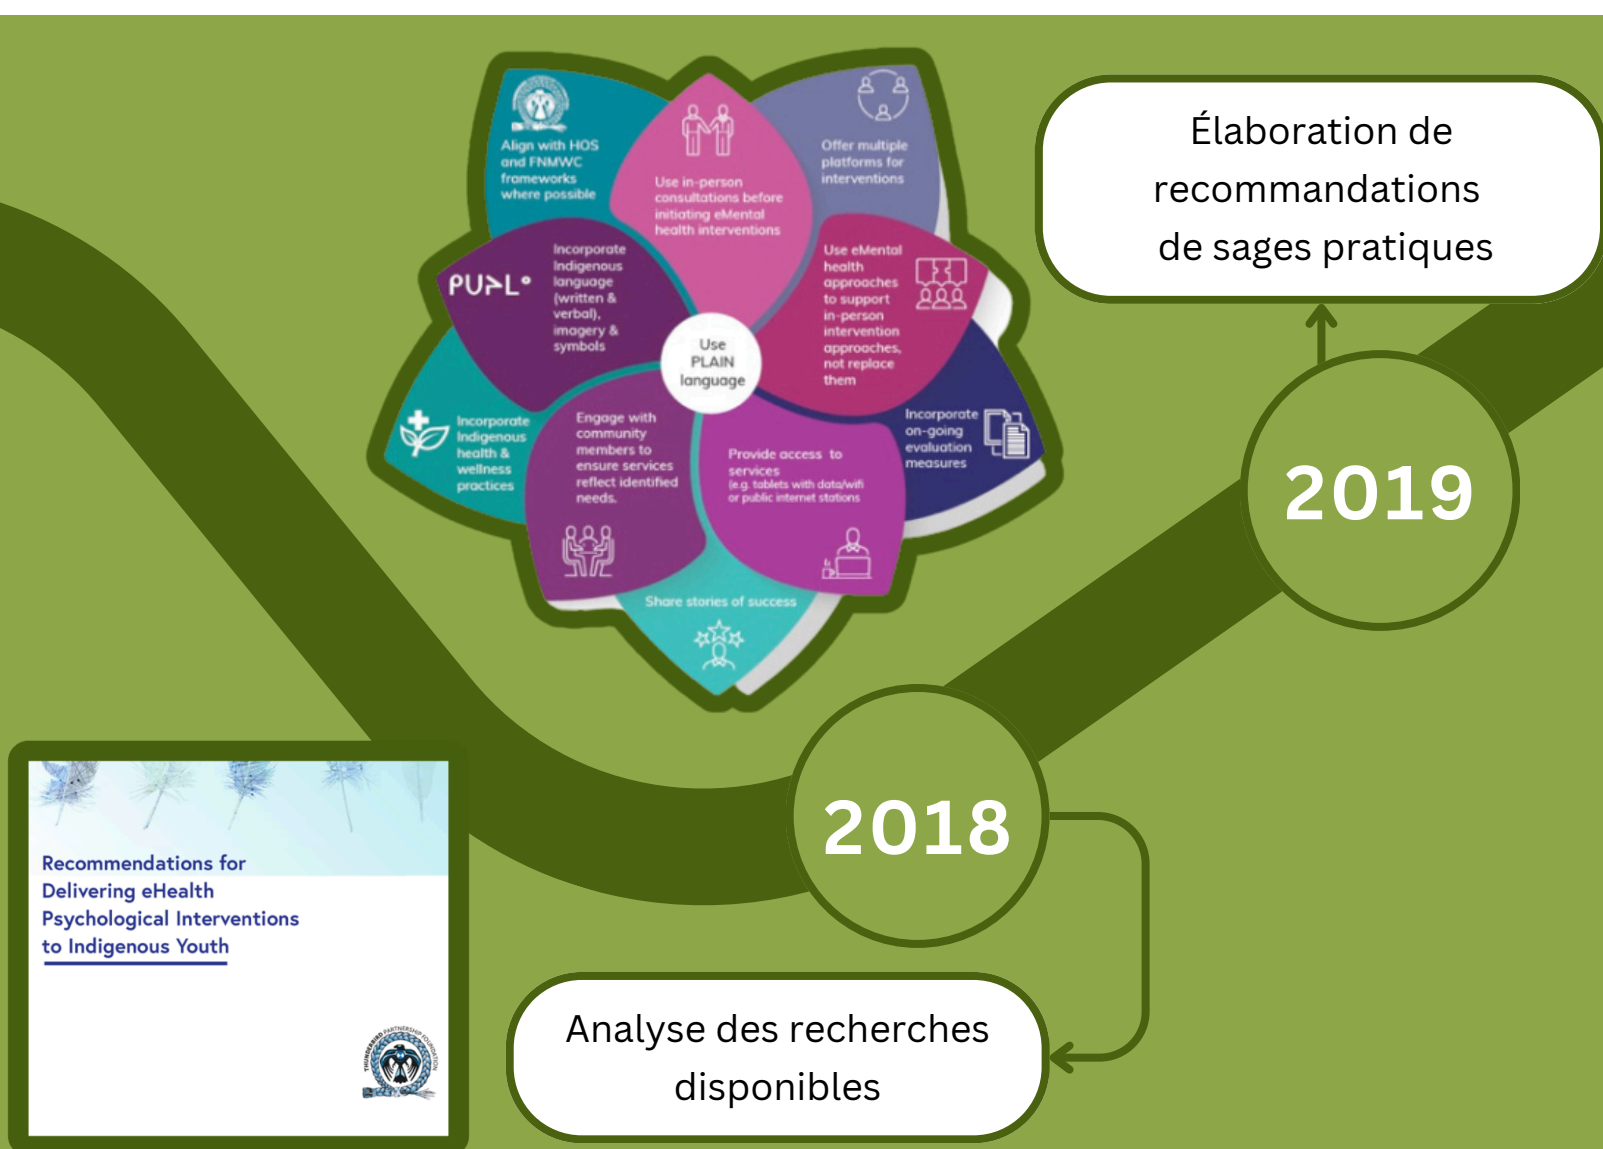 Align with HOS
and FNMWC
frameworks
where possible
Use in-person
consultations before
initiating eMental
health interventions
Offer multiple
platforms for
interventions
Élaboration de
recommandations
de sages pratiques
ᑭᑌᔨᒪᐤ
Incorporate
Indigenous
language
(written &
verbal),
imagery &
symbols
Use eMental
health
approaches
to support
in-person
intervention
approaches,
not replace
them
Use
PLAIN
language
Incorporate
Indigenous
health &
wellness
practices
Engage with
community
members to
ensure services
reflect identified
needs.
Provide access to
services
(e.g. tablets with data/wifi
or public internet stations
Incorporate
on-going
evaluation
measures
Share stories of success
2019
2018
Recommendations for
Delivering eHealth
Psychological Interventions
to Indigenous Youth
THUNDERBIRD PARTNERSHIP FOUNDATION
Analyse des recherches
disponibles